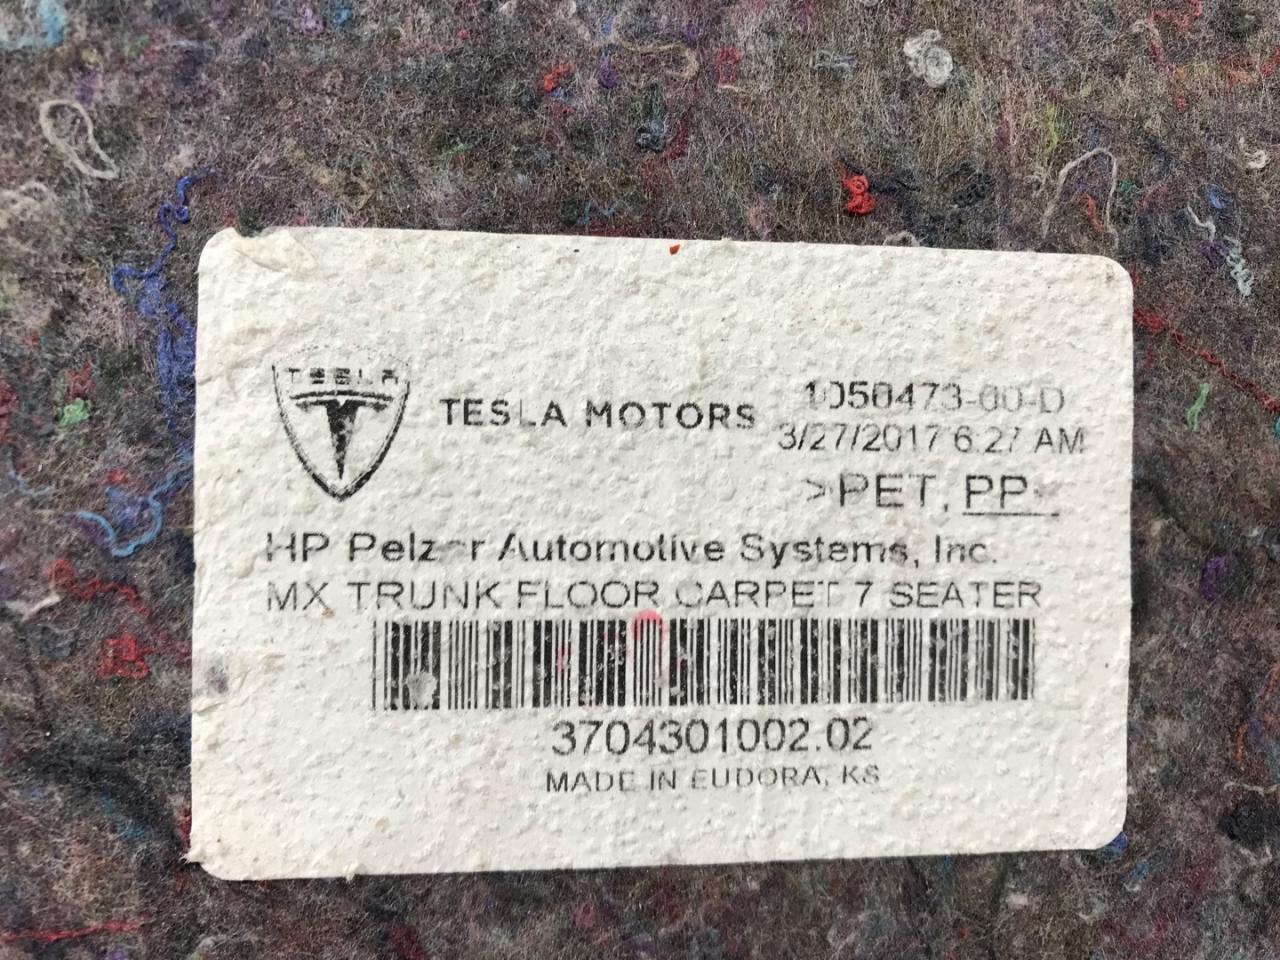 TESLA
TESLA MOTORS
1050473-00-D
3/27/2017 6:27 AM
>PET, PP<
HP Pelzer Automotive Systems, Inc.
MX TRUNK FLOOR CARPET 7 SEATER
3704301002.02
MADE IN EUDORA, KS